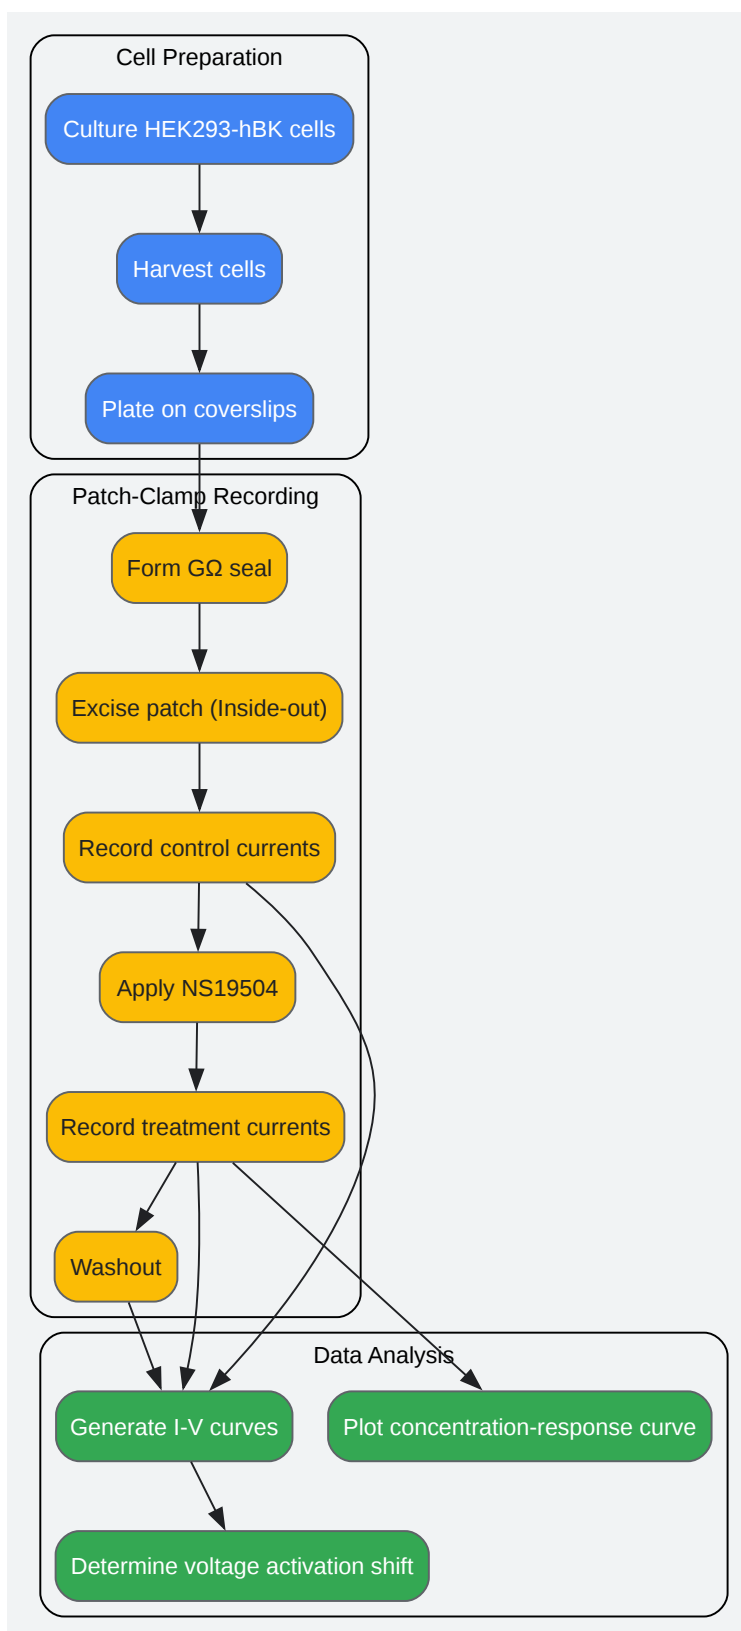 Cell Preparation
Culture HEK293-hBK cells
Harvest cells
Plate on coverslips
Patch-Clamp Recording
Form GΩ seal
Excise patch (Inside-out)
Record control currents
Apply NS19504
Record treatment currents
Washout
Data Analysis
Generate I-V curves
Plot concentration-response curve
Determine voltage activation shift